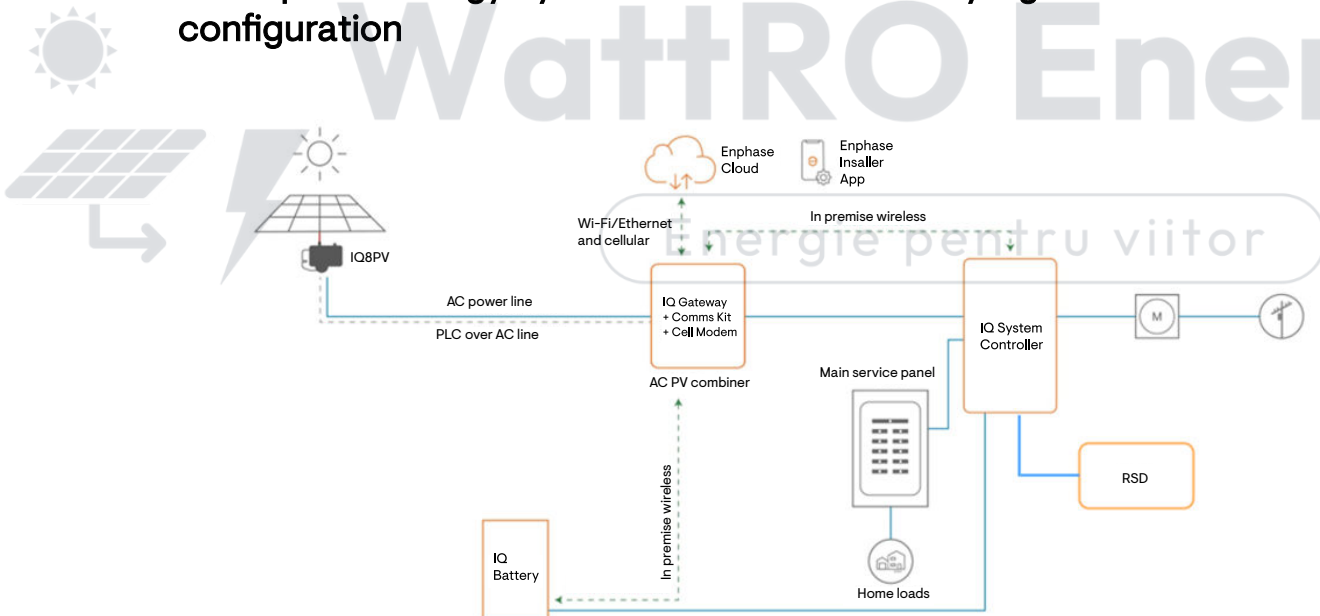 configuration
WattRO Ener
Enphase
Cloud
Enphase
Insaller
App
Wi-Fi/Ethernet
and cellular
In premise wireless
Energie pentru viitor
IQ8PV
AC power line
PLC over AC line
IQ Gateway
+ Comms Kit
+ Cell Modem
AC PV combiner
IQ System
Controller
M
Main service panel
RSD
In premise wireless
IQ
Battery
Home loads